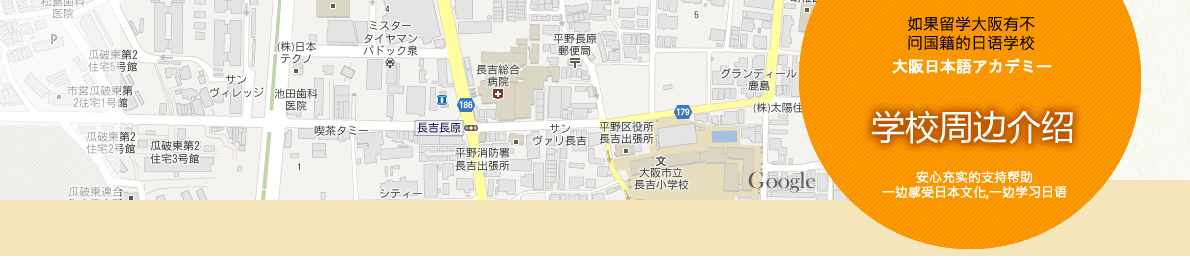 松島歯科
医院
P
瓜破東第2
住宅5号館
市営瓜破東第
2住宅1号館
瓜破東第2
住宅2号館
瓜破東第2
住宅3号館
瓜破東連合
サン
ヴィレッジ
(株)日本
テクノ
池田歯科
医院
4
ミスター
タイヤマン
パドック泉
喫茶タミー
1
シティー
長吉総合
病院
186
長吉長原
平野消防署
長吉出張所
平野長原
郵便局
サン
ヴァリ長吉
平野区役所
長吉出張所
文
大阪市立
長吉小学校
179
グランディール
鹿島
(株)太陽住
Google
如果留学大阪有不
问国籍的日语学校
大阪日本語アカデミー
学校周边介绍
安心充实的支持帮助
一边感受日本文化,一边学习日语